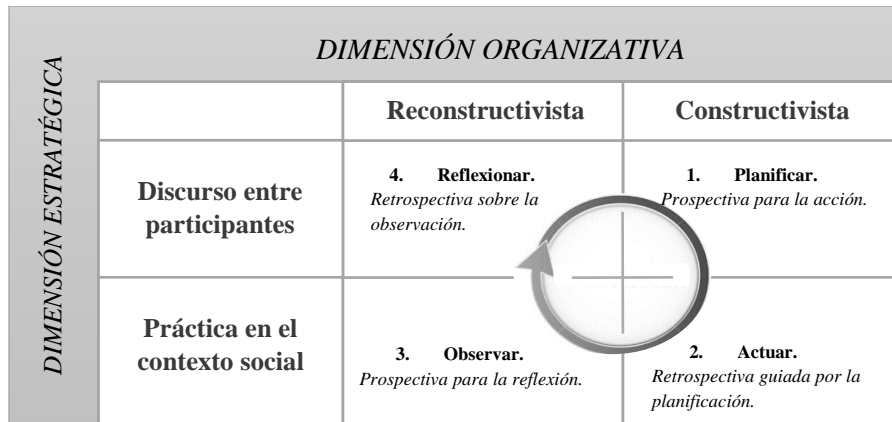 DIMENSIÓN ORGANIZATIVA
DIMENSIÓN ESTRATÉGICA
Reconstructivista
Constructivista
Discurso entre
participantes
4. Reflexionar.
Retrospectiva sobre la
observación.
1. Planificar.
Prospectiva para la acción.
Práctica en el
contexto social
3. Observar.
Prospectiva para la reflexión.
2. Actuar.
Retrospectiva guiada por la
planificación.